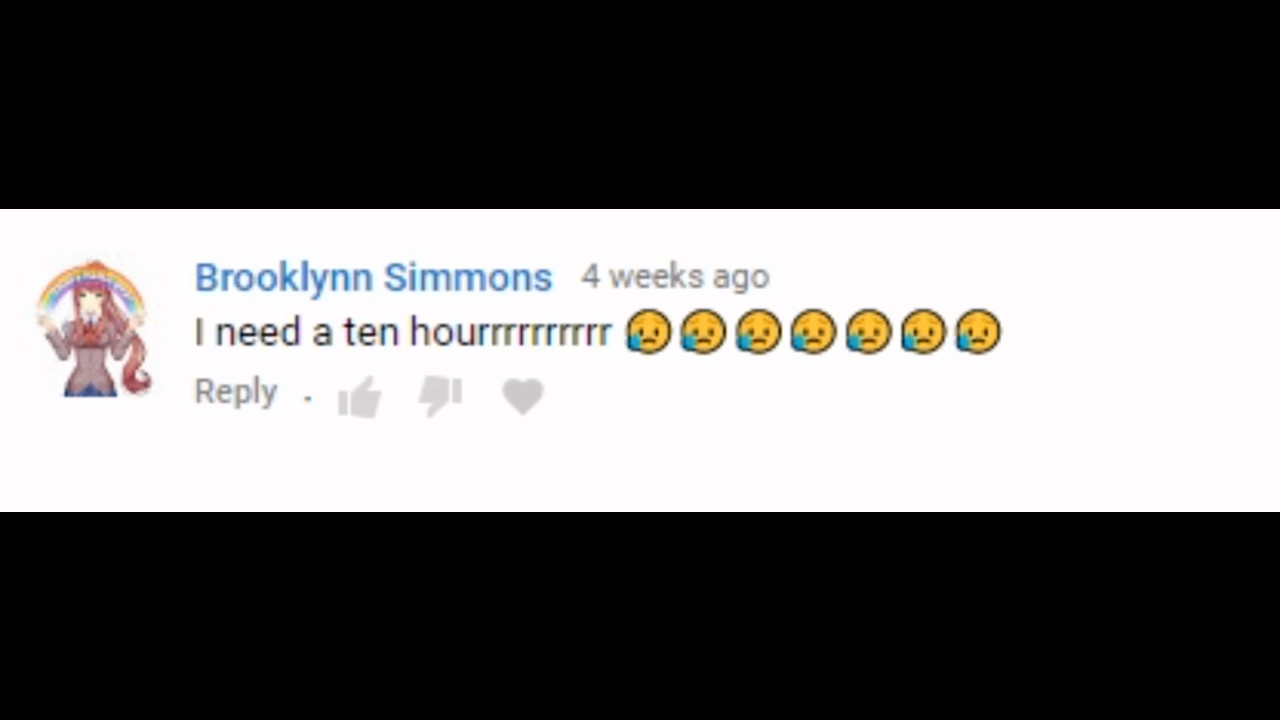 Brooklynn Simmons 4 weeks ago
I need a ten hourrrrrrrrrr 😥😥😥😥😥😥😥
Reply .